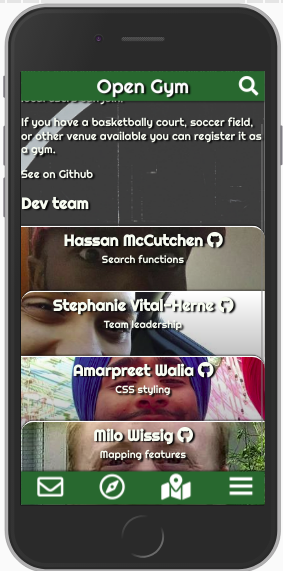 Open Gym
If you have a basketbally court, soccer field,
or other venue available you can register it as
a gym.
See on Github
Dev team
Hassan McCutchen
Search functions
Stephanie Vital-Herne
Team leadership
Amarpreet Walia
CSS styling
Milo Wissig
Mapping features